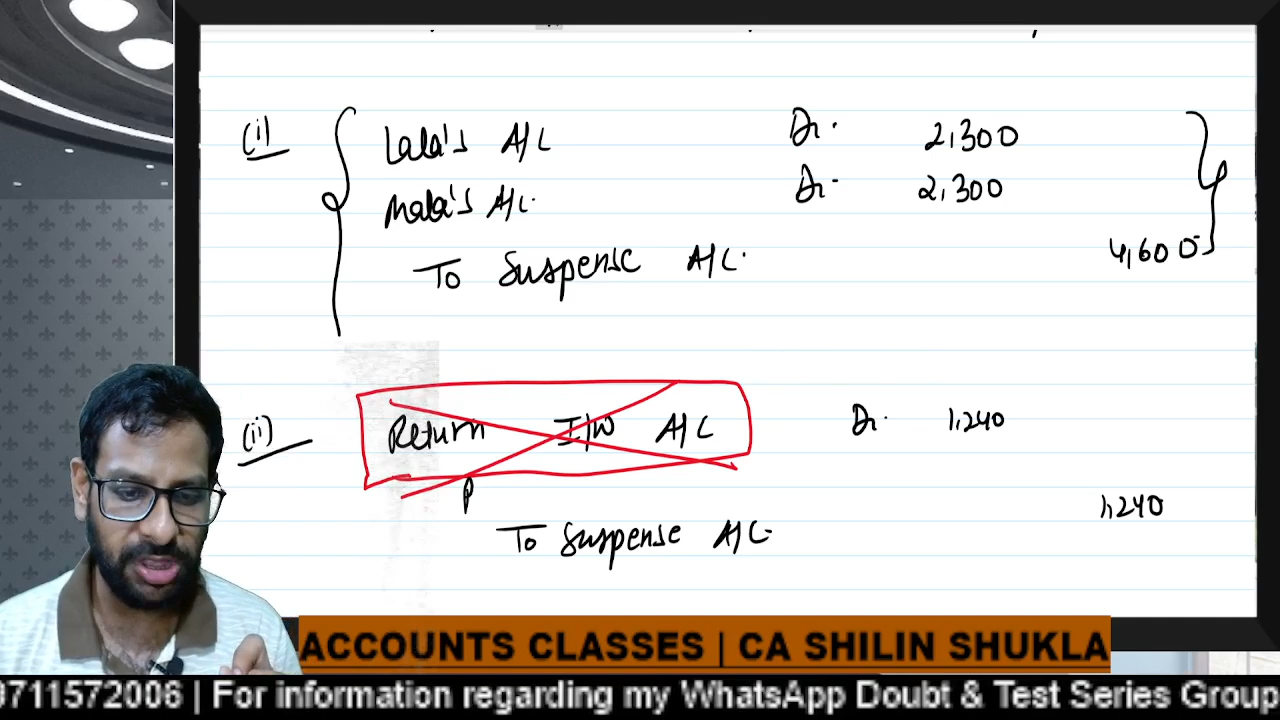 (i) Lala's A/C Dr. 2,300
Mala's A/C. Dr. 2,300
To Suspense A/C. 4,600
(ii) Return I/W A/C Dr. 1,240
P
To Suspense A/C. 1,240
ACCOUNTS CLASSES | CA SHILIN SHUKLA
9711572006 | For information regarding my WhatsApp Doubt & Test Series Group